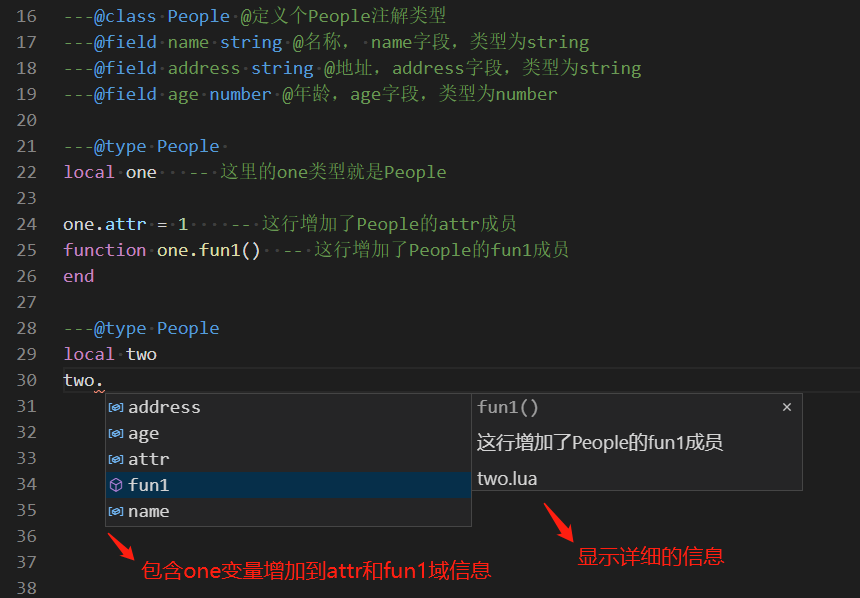 16 ---@class People @定义个People注解类型
17 ---@field name string @名称， name字段，类型为string
18 ---@field address string @地址，address字段，类型为string
19 ---@field age number @年龄，age字段，类型为number
20
21 ---@type People
22 local one   -- 这里的one类型就是People
23
24 one.attr = 1    -- 这行增加了People的attr成员
25 function one.fun1()  -- 这行增加了People的fun1成员
26 end
27
28 ---@type People
29 local two
30 two.
31 address
32 age
33 attr
34 fun1
35 name
36
37
38
fun1()
×
这行增加了People的fun1成员
two.lua
包含one变量增加到attr和fun1域信息
显示详细的信息